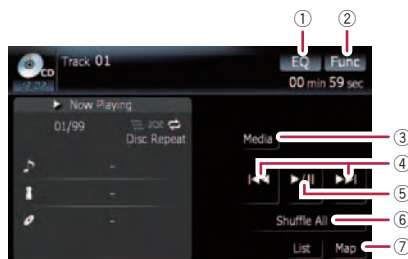 ① ②
CD
Track 01
EQ Func
00 min 59 sec
Now Playing
01/99
Disc Repeat
Media ③
④
-
⑤
-
Shuffle All ⑥
-
List Map ⑦